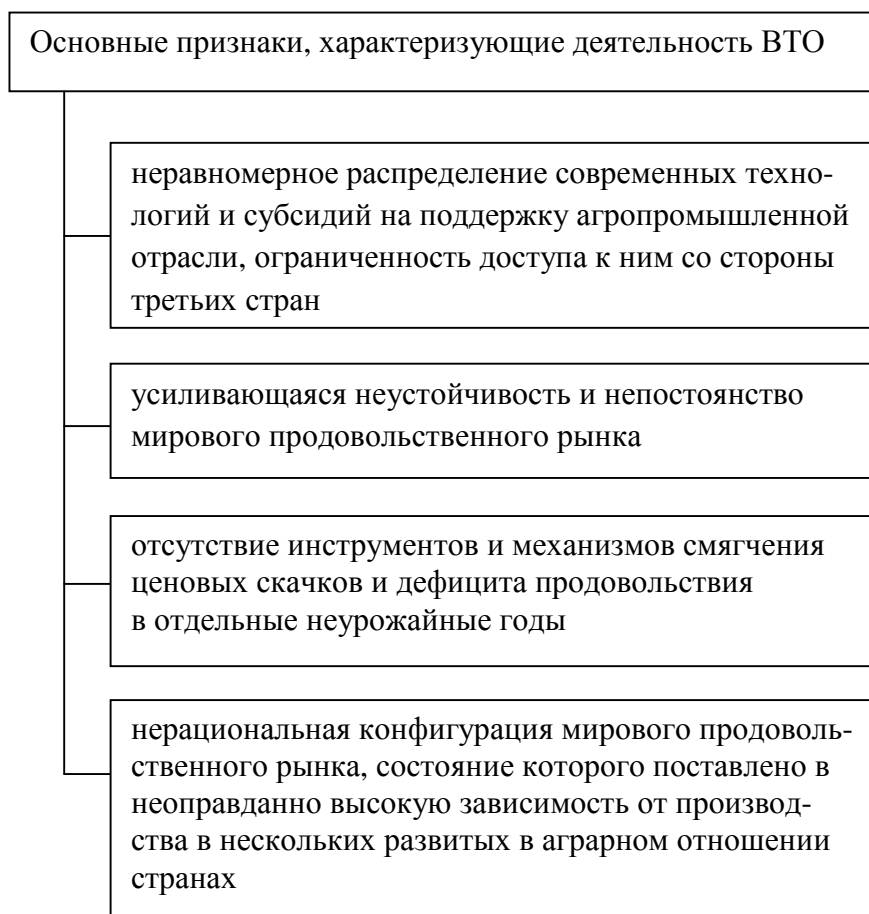 Основные признаки, характеризующие деятельность ВТО
неравномерное распределение современных техно-
логий и субсидий на поддержку агропромышленной
отрасли, ограниченность доступа к ним со стороны
третьих стран
усиливающаяся неустойчивость и непостоянство
мирового продовольственного рынка
отсутствие инструментов и механизмов смягчения
ценовых скачков и дефицита продовольствия
в отдельные неурожайные годы
нерациональная конфигурация мирового продоволь-
ственного рынка, состояние которого поставлено в
неоправданно высокую зависимость от производ-
ства в нескольких развитых в аграрном отношении
странах